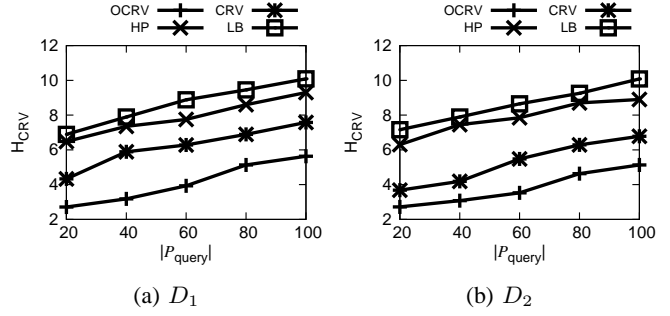 OCRV CRV
HP LB
12
10
8
6
4
2
H_CRV
20 40 60 80 100
|P_query|
(a) D_1
OCRV CRV
HP LB
12
10
8
6
4
2
H_CRV
20 40 60 80 100
|P_query|
(b) D_2